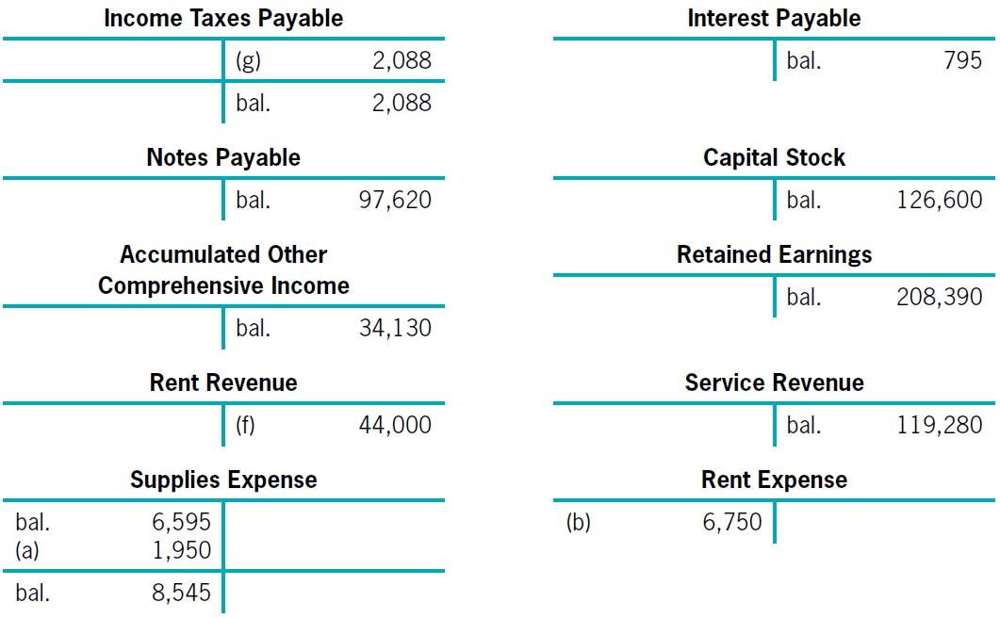 Income Taxes Payable
(g) 2,088
bal. 2,088
Interest Payable
bal. 795
Notes Payable
bal. 97,620
Capital Stock
bal. 126,600
Accumulated Other
Comprehensive Income
bal. 34,130
Retained Earnings
bal. 208,390
Rent Revenue
(f) 44,000
Service Revenue
bal. 119,280
Supplies Expense
bal. 6,595
(a) 1,950
bal. 8,545
Rent Expense
(b) 6,750